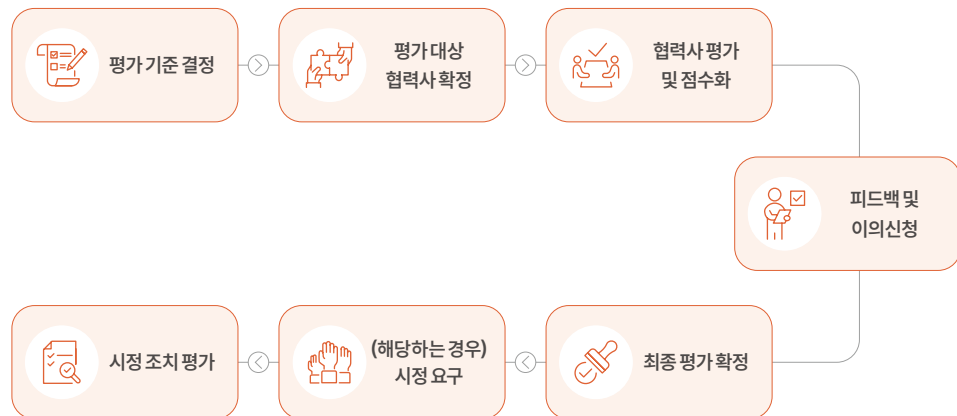 평가 기준 결정
평가 대상
협력사 확정
협력사 평가
및 점수화
피드백 및
이의신청
최종 평가 확정
(해당하는 경우)
시정 요구
시정 조치 평가